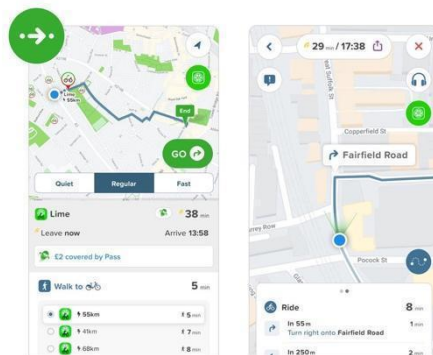 Lime
55km
End
GO
Quiet
Regular
Fast
Lime
38 min
Leave now
Arrive 13:58
£2 covered by Pass
Walk to
5 min
55km
5 min
41km
7 min
68km
8 min
29 min / 17:38
Suffolk St
Copperfield St
Fairfield Road
Pocock St
Ride
8 min
In 55 m
1 min
Turn right onto Fairfield Road
In 250 m
2 min